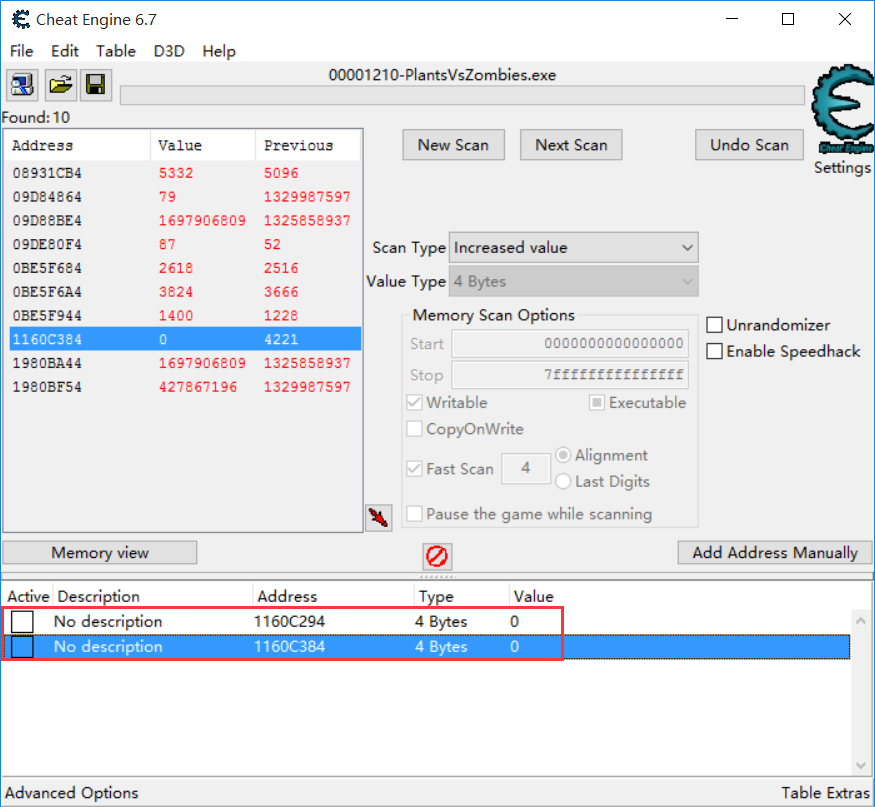 Cheat Engine 6.7
File Edit Table D3D Help
00001210-PlantsVsZombies.exe
Found: 10
Address Value Previous
08931CB4 5332 5096
09D84864 79 1329987597
09D88BE4 1697906809 1325858937
09DE80F4 87 52
0BE5F684 2618 2516
0BE5F6A4 3824 3666
0BE5F944 1400 1228
1160C384 0 4221
1980BA44 1697906809 1325858937
1980BF54 427867196 1329987597
New Scan Next Scan Undo Scan
Cheat Engine
Settings
Scan Type Increased value
Value Type 4 Bytes
Memory Scan Options
Start 0000000000000000
Stop 7fffffffffffffff
Writable Executable
CopyOnWrite
Fast Scan 4 Alignment
Last Digits
Pause the game while scanning
Unrandomizer
Enable Speedhack
Memory view Add Address Manually
Active Description Address Type Value
No description 1160C294 4 Bytes 0
No description 1160C384 4 Bytes 0
Advanced Options Table Extras